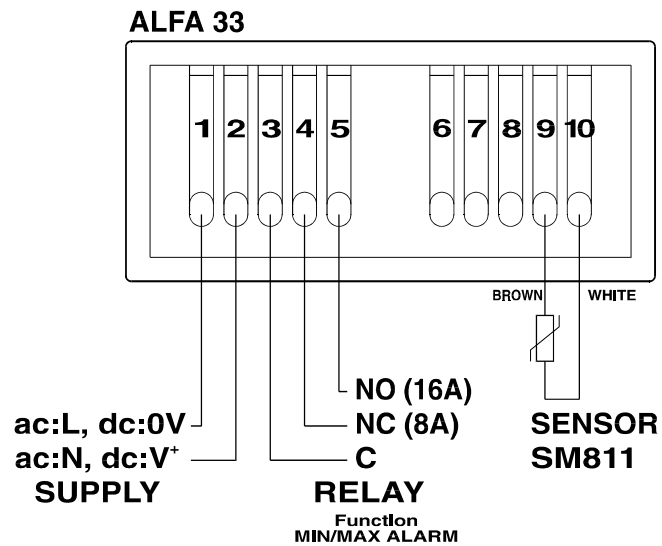 ALFA 33
1 2 3 4 5 6 7 8 9 10
BROWN WHITE
NO (16A)
ac:L, dc:0V NC (8A) SENSOR
ac:N, dc:V+ C SM811
SUPPLY RELAY
Function
MIN/MAX ALARM